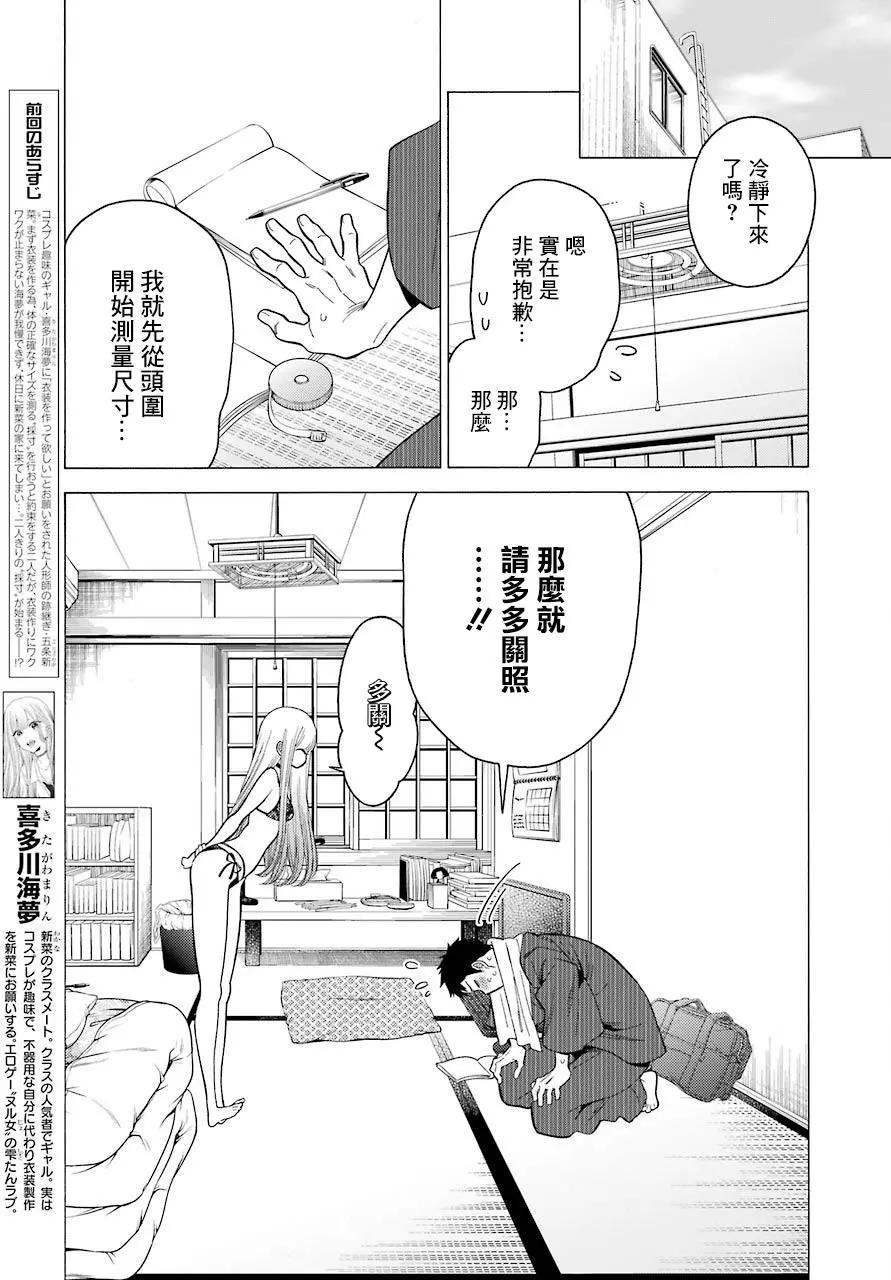 冷靜下來
了嗎？
嗯
實在是
非常抱歉…
那…
那麼
我就先從頭圍
開始測量尺寸…
那麼就
請多多關照
……!!
多關～
前回のあらすじ
コスプレ趣味のギャル・喜多川海夢に「衣装を作って欲しい」とお願いをされた人形師の跡継ぎ・五条新
菜。まず衣装を作る為、体の正確なサイズを測る“採寸”を行おうと約束をする二人だが、衣装作りにワク
ワクが止まらない海夢が我慢できず、休日に新菜の家に来てしまい…。二人きりの“採寸”が始まる——!?
喜多川海夢
きたがわまりん
新菜のクラスメート。クラスの人気者でギャル。実は
コスプレが趣味で、不器用な自分に代わり衣装製作
を新菜にお願いする。エロゲー“ヌル女”の雫たんラブ。